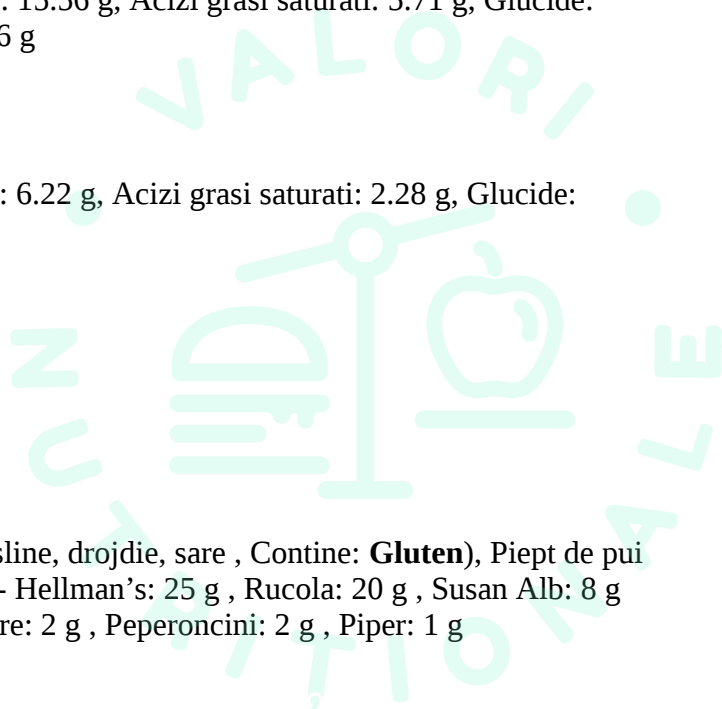 : 15.56 g, Acizi grasi saturati: 5.71 g, Glucide:
6 g
: 6.22 g, Acizi grasi saturati: 2.28 g, Glucide:
sline, drojdie, sare , Contine: Gluten), Piept de pui
- Hellman’s: 25 g , Rucola: 20 g , Susan Alb: 8 g
re: 2 g , Peperoncini: 2 g , Piper: 1 g
VALORI
NUTRITIONALE